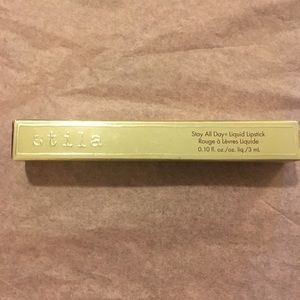 stila
Stay All Day® Liquid Lipstick
Rouge à Lèvres Liquide
0.10 fl. oz./oz. liq./3 mL